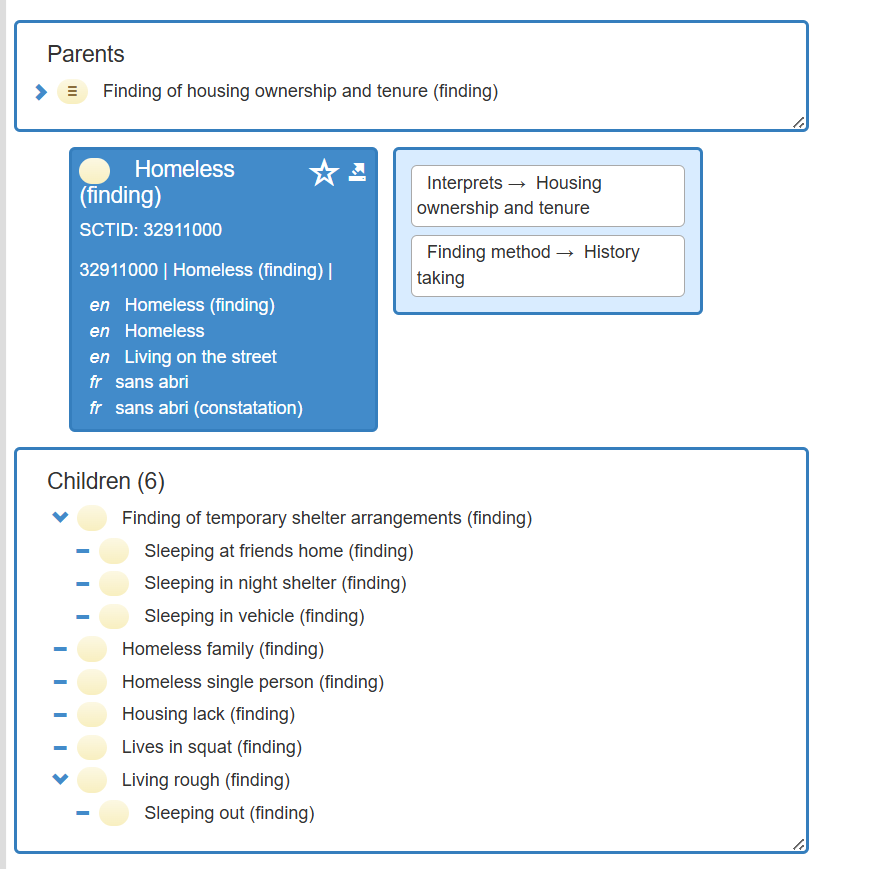 Parents
Finding of housing ownership and tenure (finding)
Homeless
(finding)
SCTID: 32911000
32911000 | Homeless (finding) |
en Homeless (finding)
en Homeless
en Living on the street
fr sans abri
fr sans abri (constatation)
Interprets → Housing
ownership and tenure
Finding method → History
taking
Children (6)
Finding of temporary shelter arrangements (finding)
Sleeping at friends home (finding)
Sleeping in night shelter (finding)
Sleeping in vehicle (finding)
Homeless family (finding)
Homeless single person (finding)
Housing lack (finding)
Lives in squat (finding)
Living rough (finding)
Sleeping out (finding)